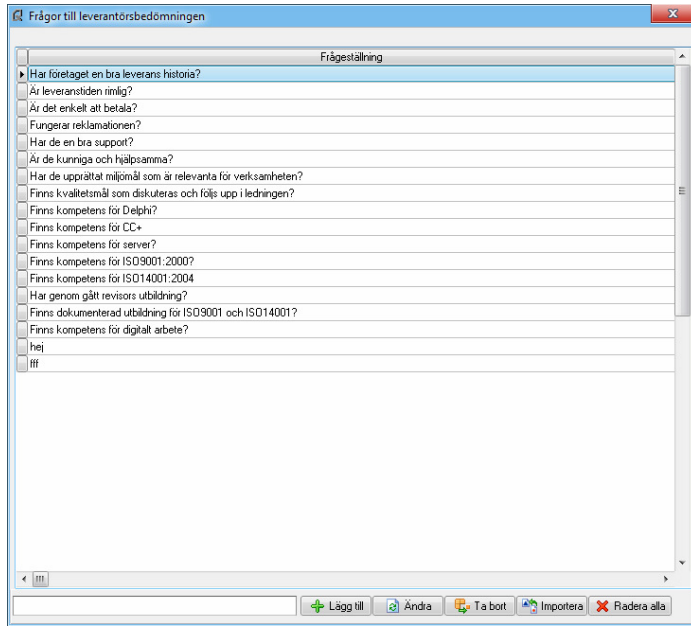 Frågor till leverantörsbedömningen
Frågeställning
Har företaget en bra leverans historia?
Är leveranstiden rimlig?
Är det enkelt att betala?
Fungerar reklamationen?
Har de en bra support?
Är de kunniga och hjälpsamma?
Har de upprättat miljömål som är relevanta för verksamheten?
Finns kvalitetsmål som diskuteras och följs upp i ledningen?
Finns kompetens för Delphi?
Finns kompetens för CC+
Finns kompetens för server?
Finns kompetens för ISO9001:2000?
Finns kompetens för ISO14001:2004
Har genom gått revisors utbildning?
Finns dokumenterad utbildning för ISO9001 och ISO14001?
Finns kompetens för digitalt arbete?
hej
fff
Lägg till Ändra Ta bort Importera Radera alla